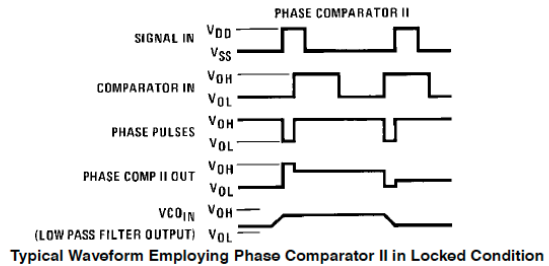 PHASE COMPARATOR II
SIGNAL IN VDD
VSS
COMPARATOR IN VOH
VOL
PHASE PULSES VOH
VOL
PHASE COMP II OUT VOH
VOL
VCOIN VOH
(LOW PASS FILTER OUTPUT) VOL
Typical Waveform Employing Phase Comparator II in Locked Condition